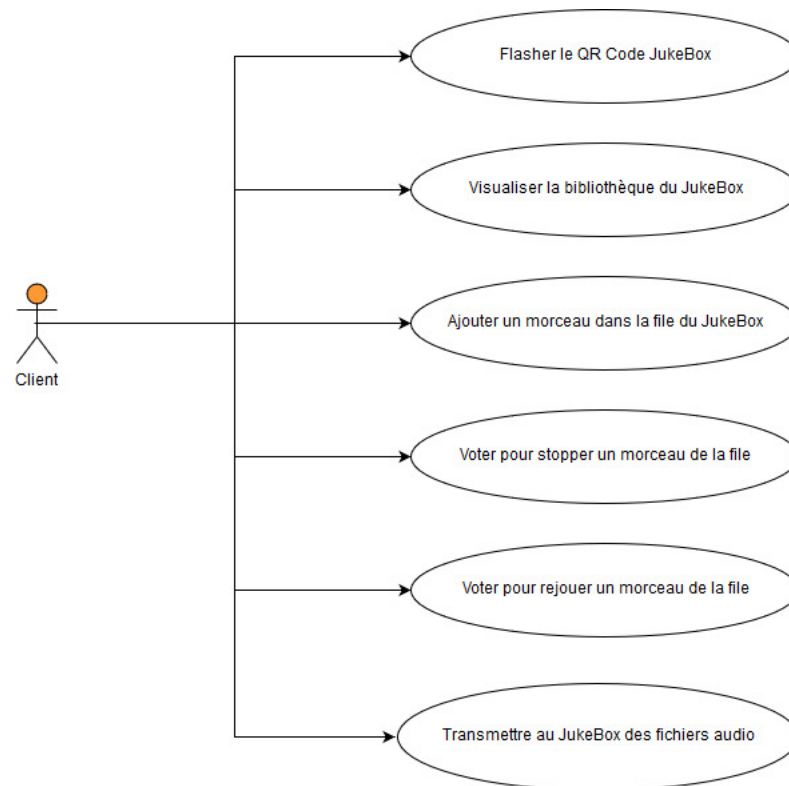 Flasher le QR Code JukeBox
Visualiser la bibliothèque du JukeBox
Ajouter un morceau dans la file du JukeBox
Client
Voter pour stopper un morceau de la file
Voter pour rejouer un morceau de la file
Transmettre au JukeBox des fichiers audio